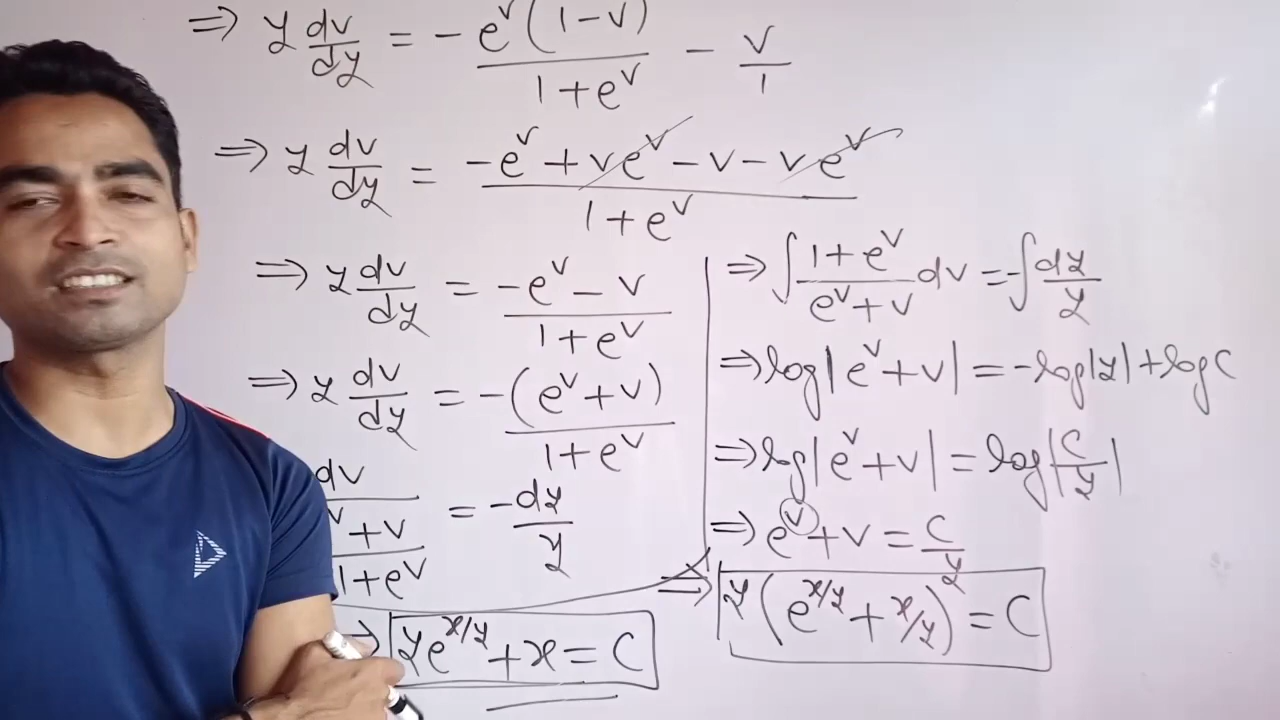 ⇒ y dv/dy = - e^v (1-v)/(1+e^v) - v/1
⇒ y dv/dy = (-e^v + ve^v - v - ve^v)/(1+e^v)
⇒ y dv/dy = (-e^v - v)/(1+e^v)
⇒ y dv/dy = -(e^v + v)/(1+e^v)
dv/((v + v)/(1+e^v)) = -dy/y
⇒ ∫ (1+e^v)/(e^v + v) dv = -∫ dy/y
⇒ log|e^v + v| = -log|y| + log C
⇒ log|e^v + v| = log|C/y|
⇒ e^v + v = C/y
⇒ y(e^{x/y} + x/y) = C
⇒ ye^{x/y} + x = C